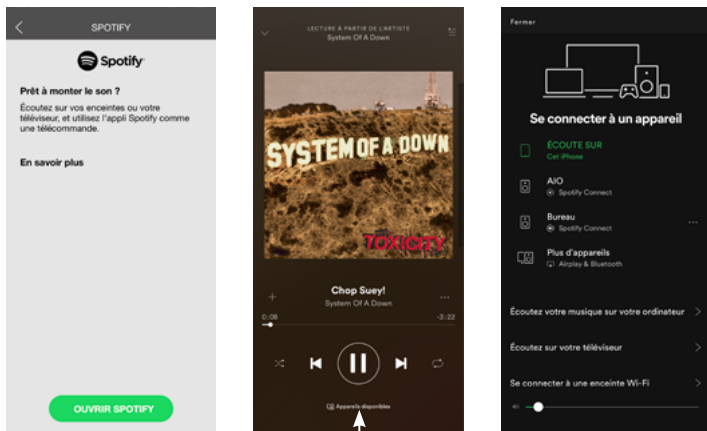 SPOTIFY
Spotify
Prêt à monter le son ?
Écoutez sur vos enceintes ou votre
téléviseur, et utilisez l'appli Spotify comme
une télécommande.
En savoir plus
OUVRIR SPOTIFY
LECTURE À PARTIR DE L'ARTISTE
System Of A Down
SYSTEM OF A DOWN
TOXICITY
Chop Suey!
System Of A Down
0:08
-3:22
Appareils disponibles
Fermer
Se connecter à un appareil
ÉCOUTE SUR
Cet iPhone
AIO
Spotify Connect
Bureau
Spotify Connect
Plus d'appareils
Airplay & Bluetooth
Écoutez votre musique sur votre ordinateur
Écoutez sur votre téléviseur
Se connecter à une enceinte Wi-Fi